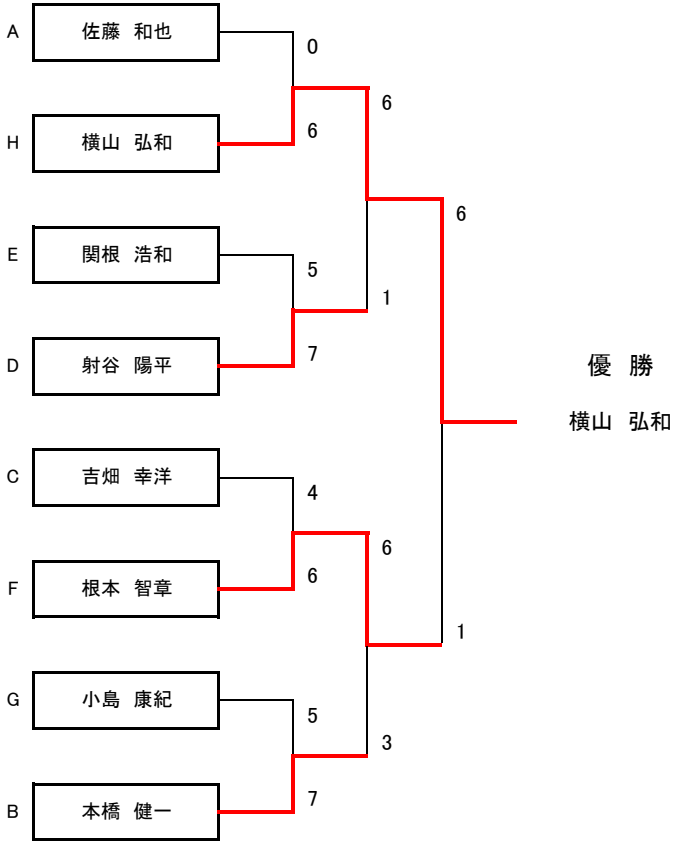 A 佐藤 和也
0
6
H 横山 弘和
6
6
E 関根 浩和
5
1
D 射谷 陽平
7
優 勝
横山 弘和
C 吉畑 幸洋
4
6
F 根本 智章
6
1
G 小島 康紀
5
3
B 本橋 健一
7